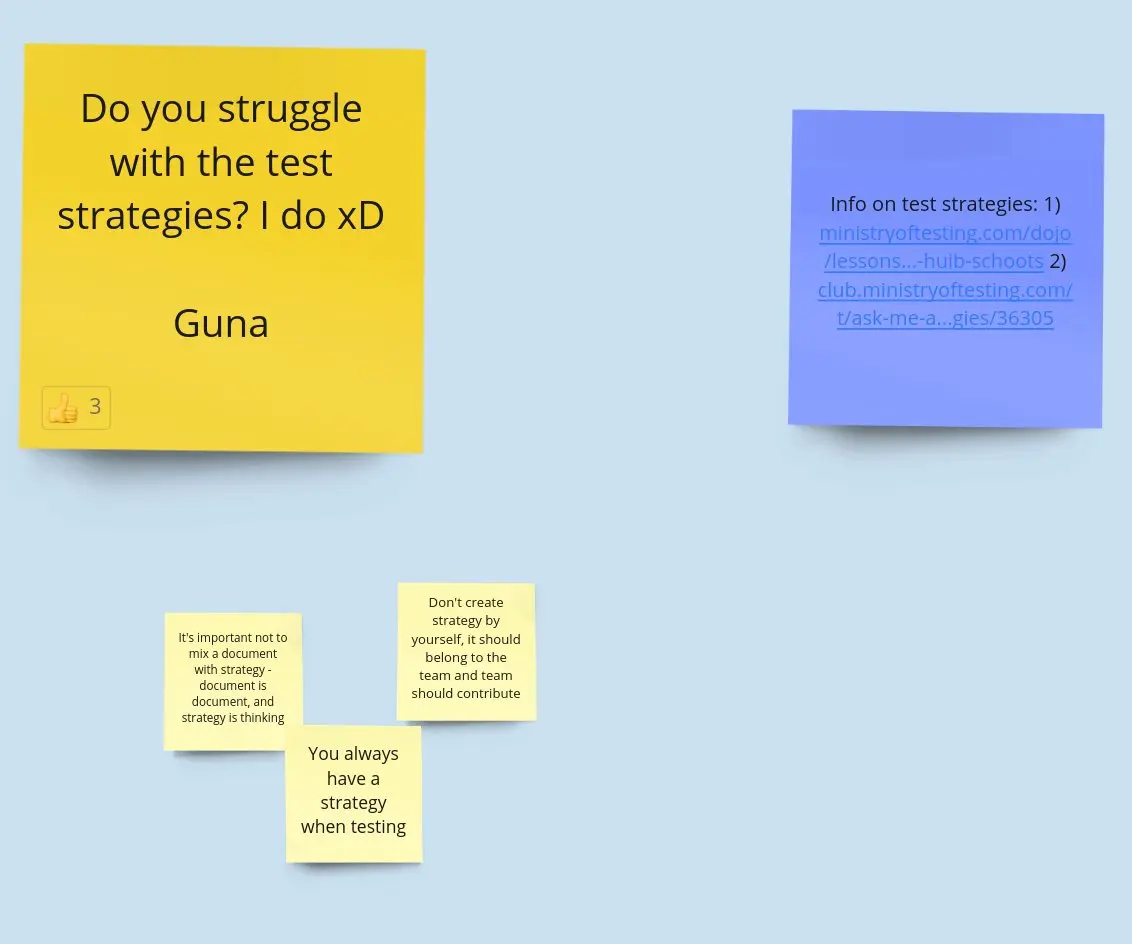 Do you struggle
with the test
strategies? I do xD
Guna
👍 3
Info on test strategies: 1)
ministryoftesting.com/dojo
/lessons...-huib-schoots 2)
club.ministryoftesting.com/
t/ask-me-a...gies/36305
It's important not to
mix a document
with strategy -
document is
document, and
strategy is thinking
Don't create
strategy by
yourself, it should
belong to the
team and team
should contribute
You always
have a
strategy
when testing